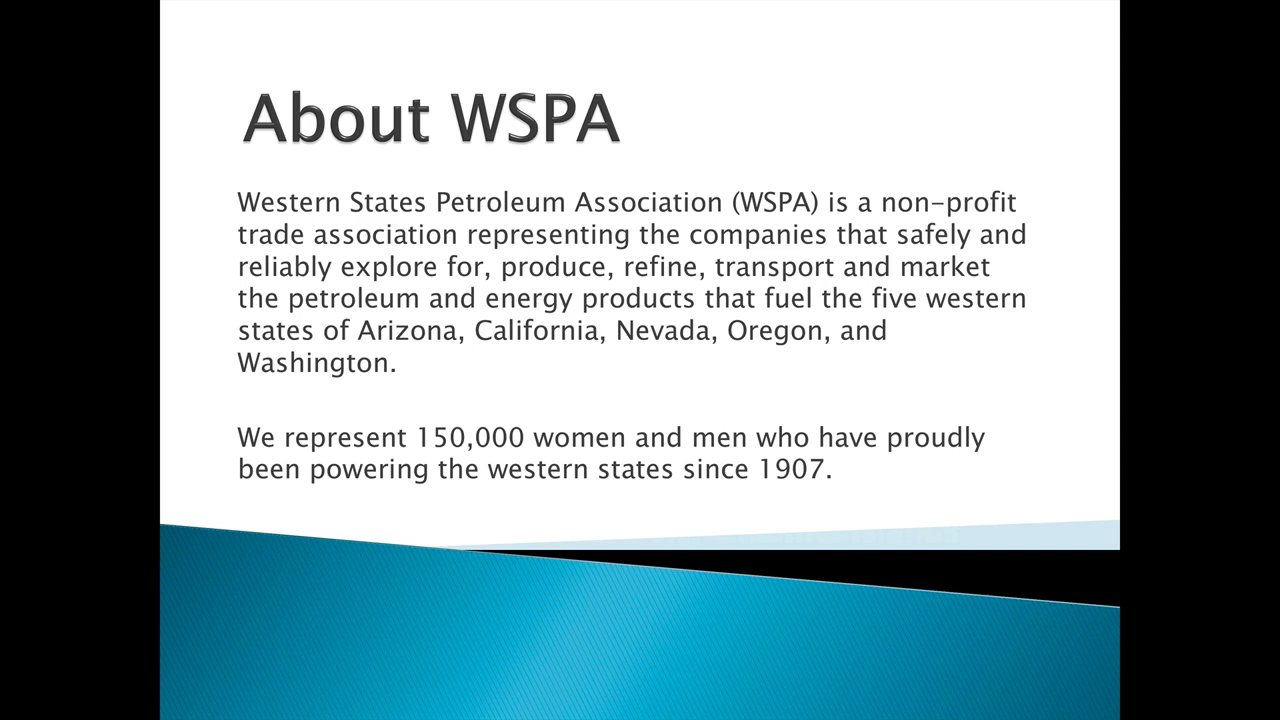 About WSPA
Western States Petroleum Association (WSPA) is a non-profit
trade association representing the companies that safely and
reliably explore for, produce, refine, transport and market
the petroleum and energy products that fuel the five western
states of Arizona, California, Nevada, Oregon, and
Washington.
We represent 150,000 women and men who have proudly
been powering the western states since 1907.